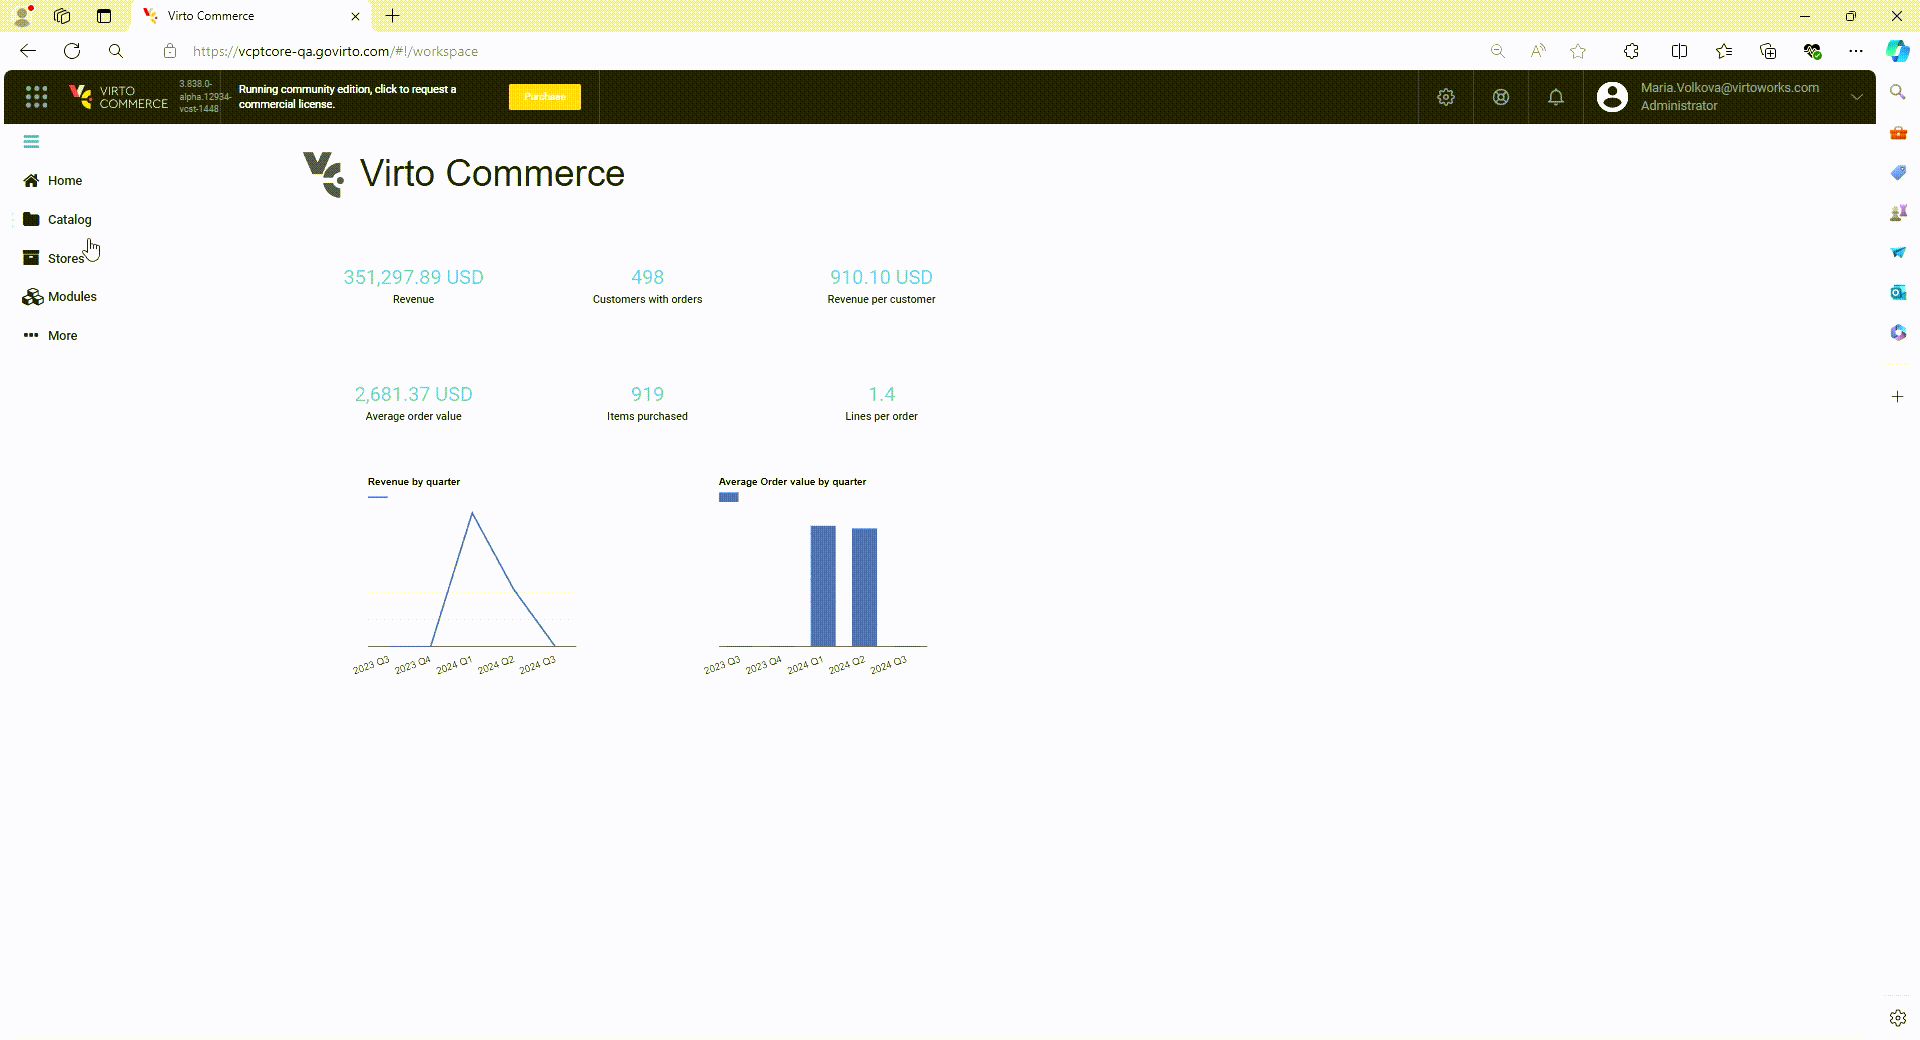 Virto Commerce
https://vcptcore-qa.govirto.com/#!/workspace
VIRTO
COMMERCE
3.838.0-
alpha.12934-
vcst-1448
Running community edition, click to request a
commercial license.
Purchase
Maria.Volkova@virtoworks.com
Administrator
Home
Catalog
Stores
Modules
More
Virto Commerce
351,297.89 USD
Revenue
498
Customers with orders
910.10 USD
Revenue per customer
2,681.37 USD
Average order value
919
Items purchased
1.4
Lines per order
Revenue by quarter
2023 Q3
2023 Q4
2024 Q1
2024 Q2
2024 Q3
Average Order value by quarter
2023 Q3
2023 Q4
2024 Q1
2024 Q2
2024 Q3